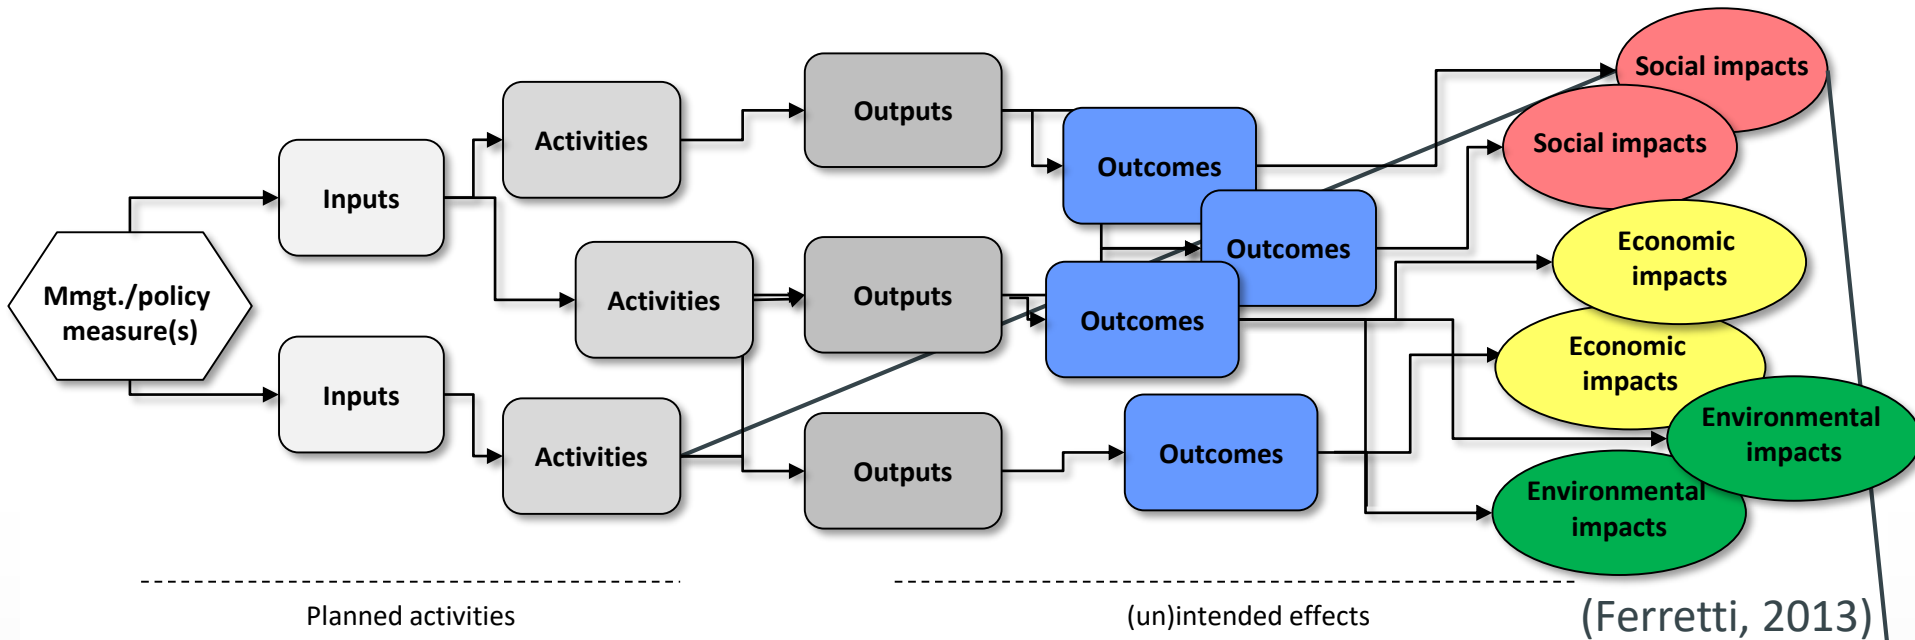 Mmgt./policy
measure(s)
Inputs
Inputs
Activities
Activities
Activities
Outputs
Outputs
Outputs
Outcomes
Outcomes
Outcomes
Outcomes
Social impacts
Social impacts
Economic
impacts
Economic
impacts
Environmental
impacts
Environmental
impacts
Planned activities
(un)intended effects
(Ferretti, 2013)